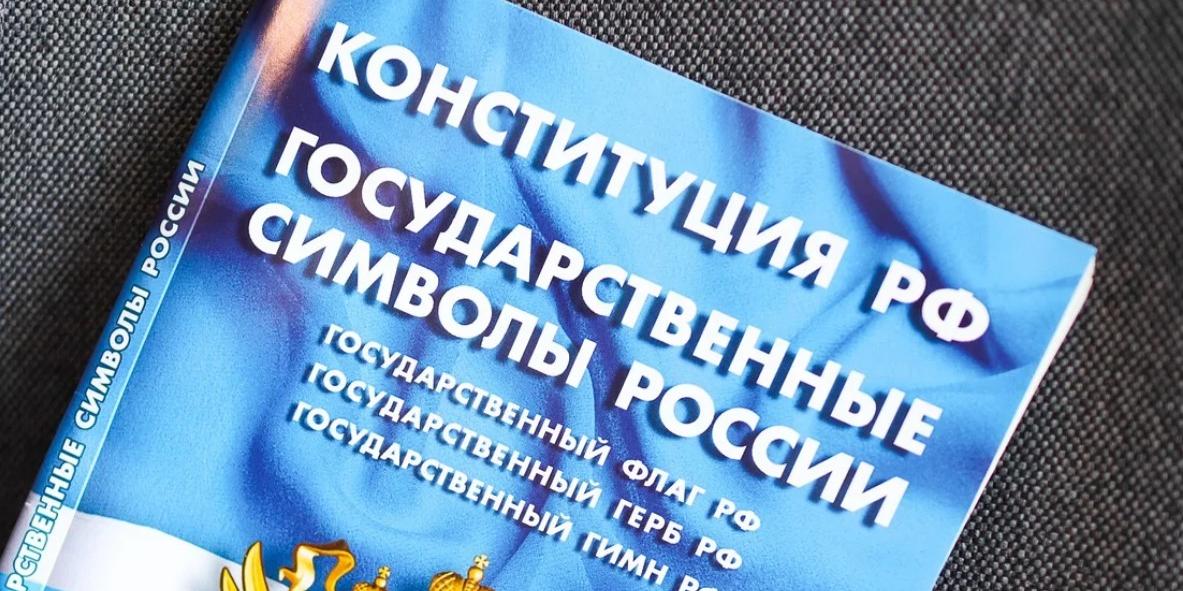 КОНСТИТУЦИЯ РФ
ГОСУДАРСТВЕННЫЕ
СИМВОЛЫ РОССИИ
ГОСУДАРСТВЕННЫЙ ФЛАГ РФ
ГОСУДАРСТВЕННЫЙ ГЕРБ РФ
ГОСУДАРСТВЕННЫЙ ГИМН
СИМВОЛЫ РОССИИ